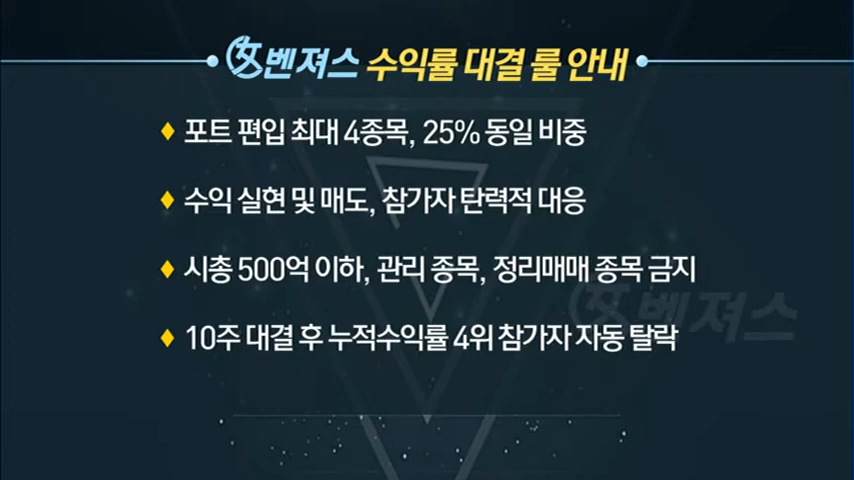 女벤져스 수익률 대결 룰 안내
♦ 포트 편입 최대 4종목, 25% 동일 비중
♦ 수익 실현 및 매도, 참가자 탄력적 대응
♦ 시총 500억 이하, 관리 종목, 정리매매 종목 금지
♦ 10주 대결 후 누적수익률 4위 참가자 자동 탈락
女벤져스